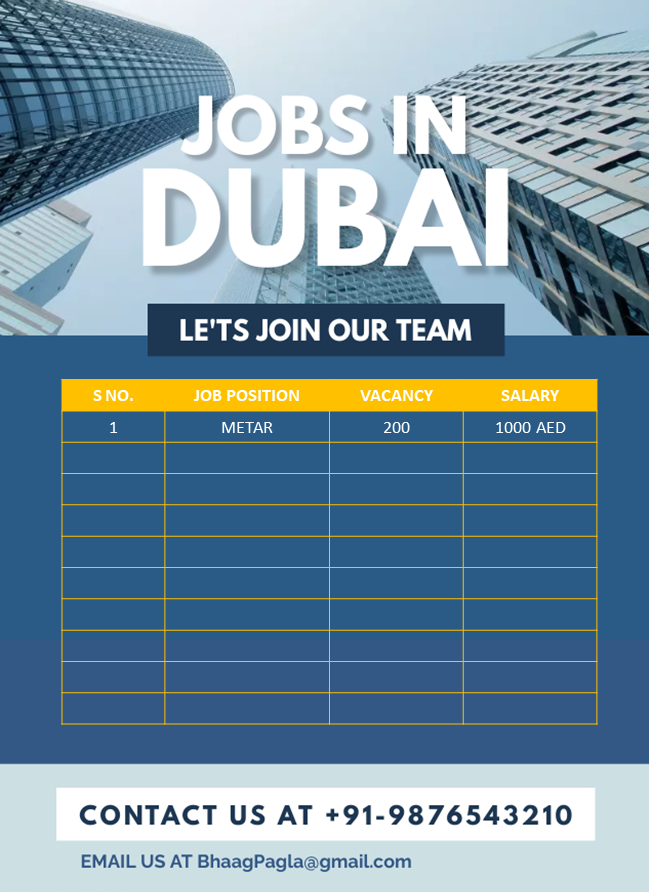 JOBS IN
DUBAI
LE'TS JOIN OUR TEAM
S NO. JOB POSITION VACANCY SALARY
1 METAR 200 1000 AED
CONTACT US AT +91-9876543210
EMAIL US AT BhaagPagla@gmail.com